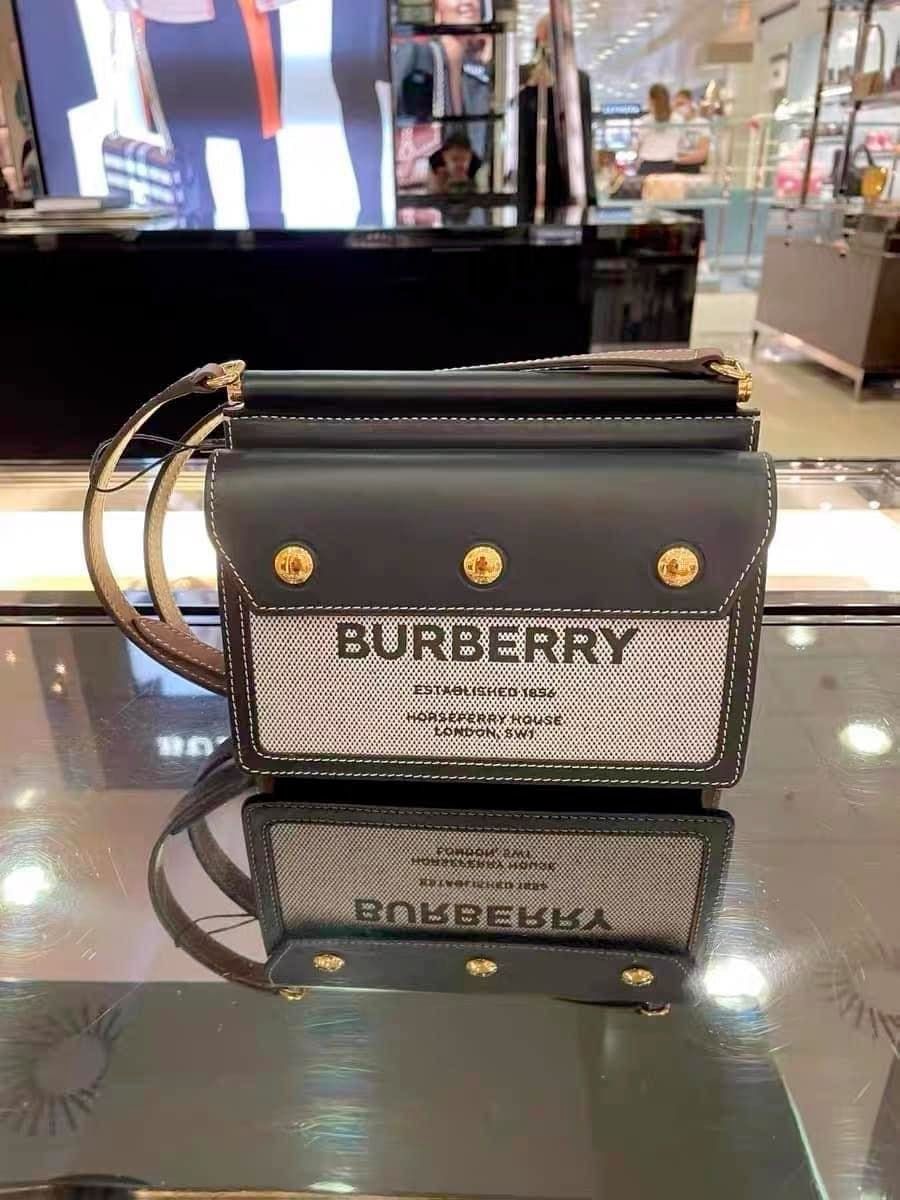 BURBERRY
ESTABLISHED 1856
HORSEFERRY HOUSE
LONDON, SW1